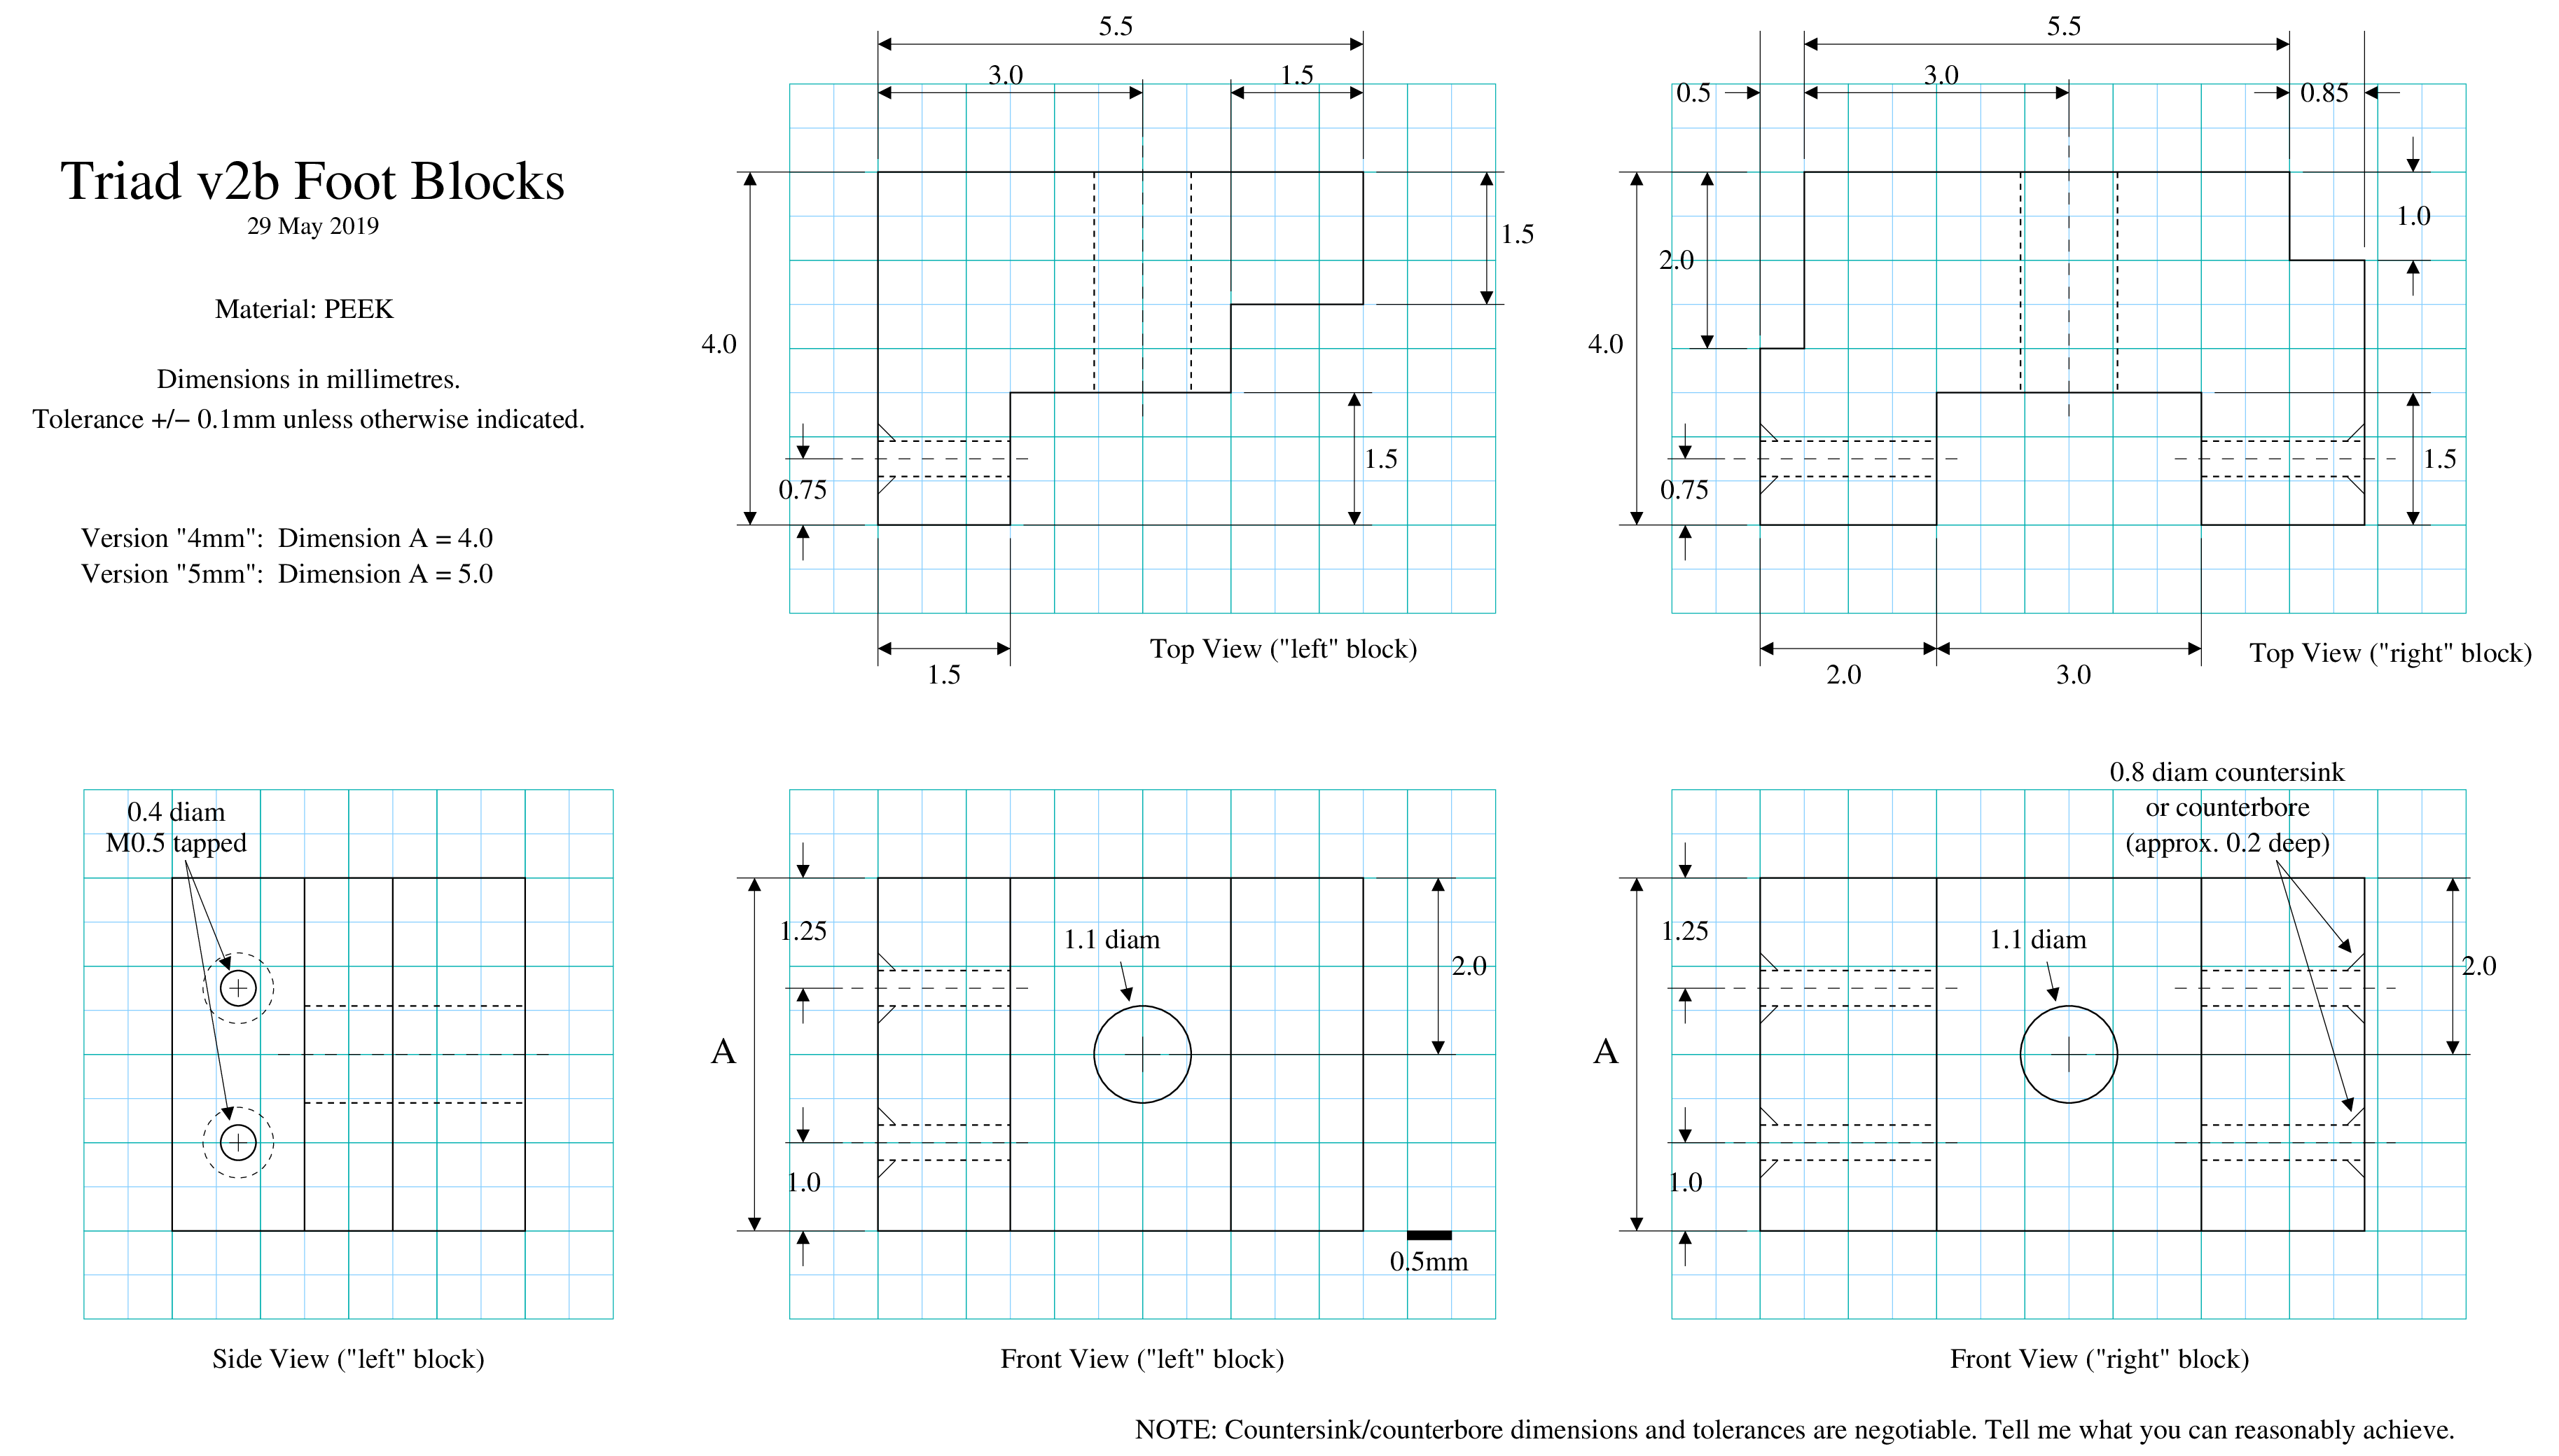 Triad v2b Foot Blocks
29 May 2019
Material: PEEK
Dimensions in millimetres.
Tolerance +/− 0.1mm unless otherwise indicated.
Version "4mm":  Dimension A = 4.0
Version "5mm":  Dimension A = 5.0
5.5
3.0
1.5
1.5
4.0
1.5
0.75
1.5
Top View ("left" block)
5.5
3.0
0.5
0.85
1.0
2.0
4.0
1.5
0.75
2.0
3.0
Top View ("right" block)
0.4 diam
M0.5 tapped
Side View ("left" block)
1.25
1.1 diam
2.0
A
1.0
0.5mm
Front View ("left" block)
0.8 diam countersink
or counterbore
(approx. 0.2 deep)
1.25
1.1 diam
2.0
A
1.0
Front View ("right" block)
NOTE: Countersink/counterbore dimensions and tolerances are negotiable. Tell me what you can reasonably achieve.